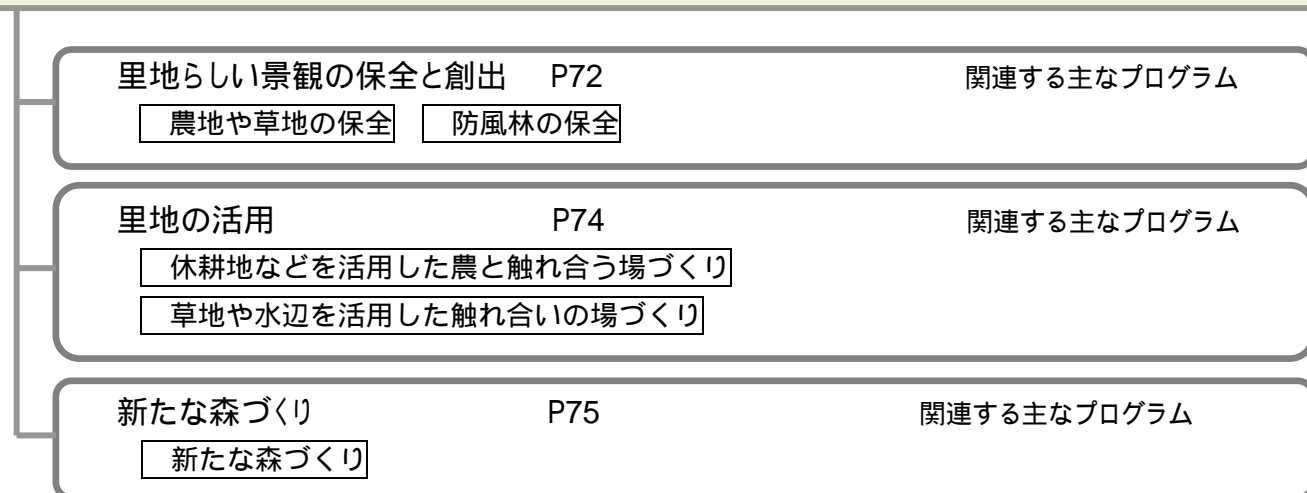 里地らしい景観の保全と創出 P72 関連する主なプログラム
農地や草地の保全 防風林の保全
里地の活用 P74 関連する主なプログラム
休耕地などを活用した農と触れ合う場づくり
草地や水辺を活用した触れ合いの場づくり
新たな森づくり P75 関連する主なプログラム
新たな森づくり